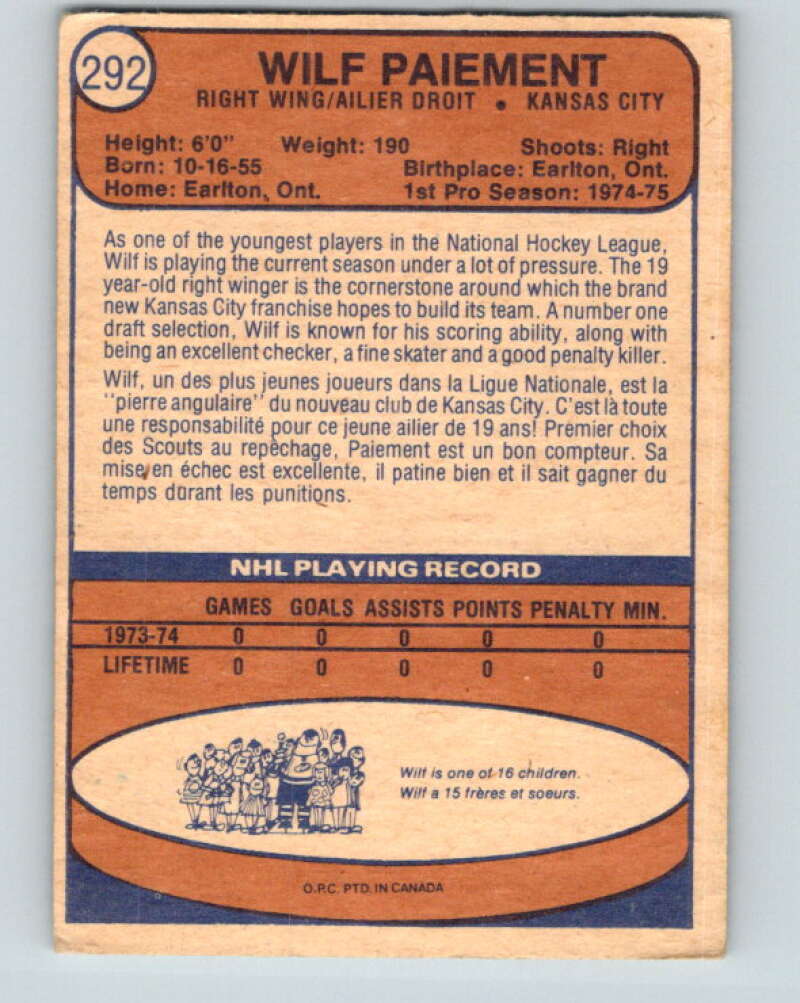 292
WILF PAIEMENT
RIGHT WING/AILIER DROIT • KANSAS CITY
Height: 6'0" Weight: 190 Shoots: Right
Born: 10-16-55 Birthplace: Earlton, Ont.
Home: Earlton, Ont. 1st Pro Season: 1974-75
As one of the youngest players in the National Hockey League,
Wilf is playing the current season under a lot of pressure. The 19
year-old right winger is the cornerstone around which the brand
new Kansas City franchise hopes to build its team. A number one
draft selection, Wilf is known for his scoring ability, along with
being an excellent checker, a fine skater and a good penalty killer.
Wilf, un des plus jeunes joueurs dans la Ligue Nationale, est la
"pierre angulaire" du nouveau club de Kansas City. C'est là toute
une responsabilité pour ce jeune ailier de 19 ans! Premier choix
des Scouts au repêchage, Paiement est un bon compteur. Sa
mise en échec est excellente, il patine bien et il sait gagner du
temps durant les punitions.
NHL PLAYING RECORD
GAMES GOALS ASSISTS POINTS PENALTY MIN.
1973-74 0 0 0 0 0
LIFETIME 0 0 0 0 0
Wilf is one of 16 children.
Wilf a 15 frères et soeurs.
O.P.C. PTD. IN CANADA